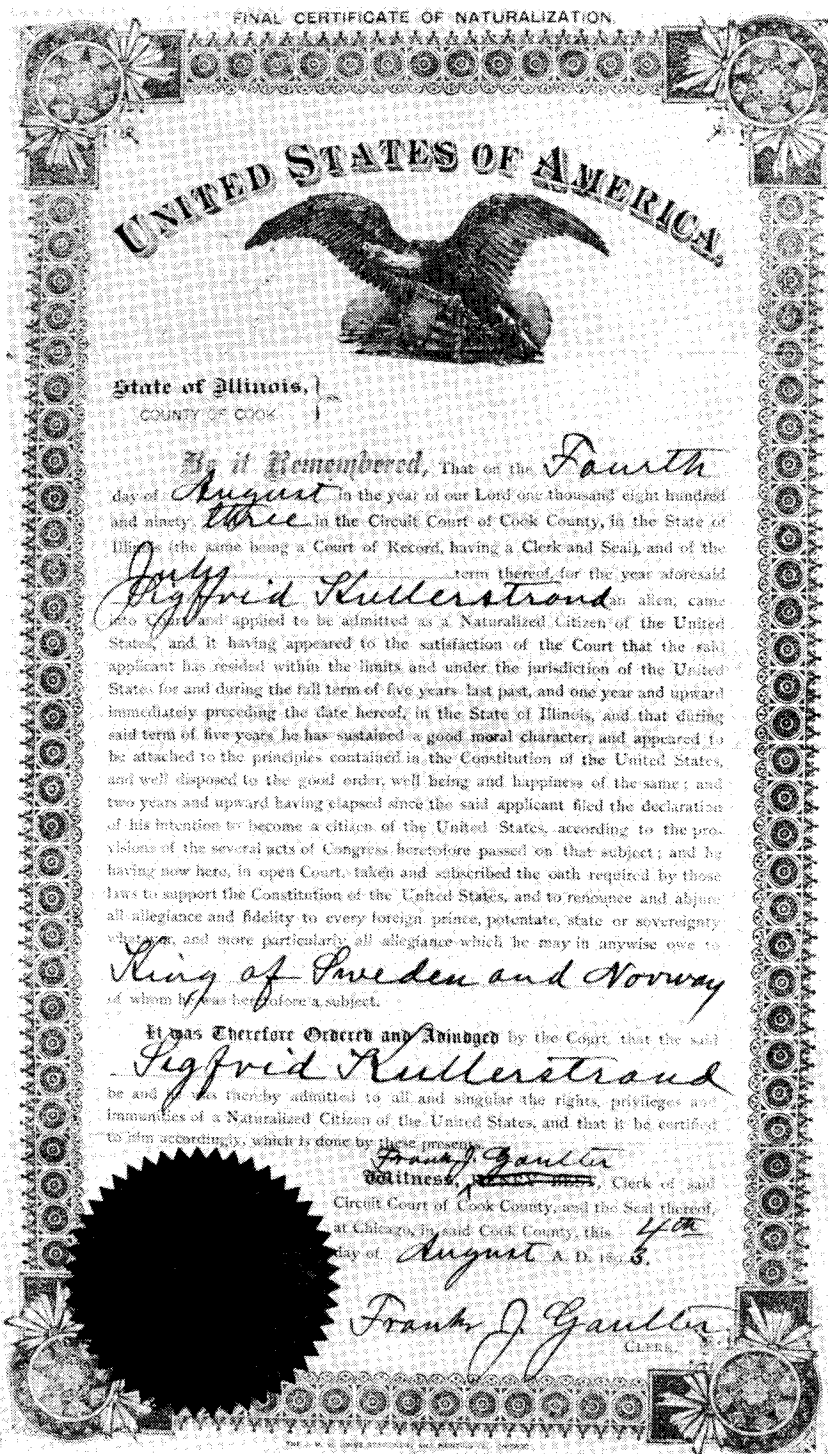 FINAL CERTIFICATE OF NATURALIZATION.
UNITED STATES OF AMERICA.
State of Illinois,
COUNTY OF COOK
Be it Remembered, That on the Fourth
day of August in the year of our Lord one thousand eight hundred
and ninety three in the Circuit Court of Cook County, in the State of
Illinois (the same being a Court of Record, having a Clerk and Seal), and of the
July term thereof, for the year aforesaid
Sigfrid Kullerstrand an alien, came
into Court and applied to be admitted as a Naturalized Citizen of the United
States, and it having appeared to the satisfaction of the Court that the said
applicant has resided within the limits and under the jurisdiction of the United
States for and during the full term of five years last past, and one year and upward
immediately preceding the date hereof, in the State of Illinois, and that during
said term of five years he has sustained a good moral character, and appeared to
be attached to the principles contained in the Constitution of the United States,
and well disposed to the good order, well being and happiness of the same; and
two years and upward having elapsed since the said applicant filed the declaration
of his intention to become a citizen of the United States, according to the pro-
visions of the several acts of Congress heretofore passed on that subject; and he
having now here, in open Court, taken and subscribed the oath required by those
laws to support the Constitution of the United States, and to renounce and abjure
all allegiance and fidelity to every foreign prince, potentate, state or sovereignty
whatever, and more particularly all allegiance which he may in anywise owe to
King of Sweden and Norway
of whom he was heretofore a subject.
It was Therefore Ordered and Adjudged by the Court, that the said
Sigfrid Kullerstrand
be and he was thereby admitted to all and singular the rights, privileges and
immunities of a Naturalized Citizen of the United States, and that it be certified
to him accordingly, which is done by these presents.
Frank J. Gaulter
Witness, Clerk of said
Circuit Court of Cook County, and the Seal thereof,
at Chicago, in said Cook County, this 4th
day of August A. D. 1893.
Frank J. Gaulter
CLERK.